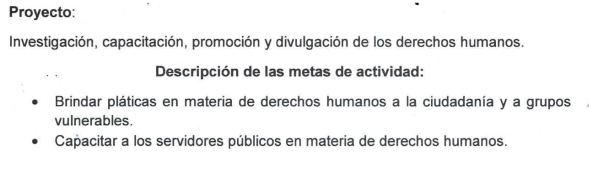 Proyecto:
Investigación, capacitación, promoción y divulgación de los derechos humanos.
Descripción de las metas de actividad:
• Brindar pláticas en materia de derechos humanos a la ciudadanía y a grupos
vulnerables.
• Capacitar a los servidores públicos en materia de derechos humanos.